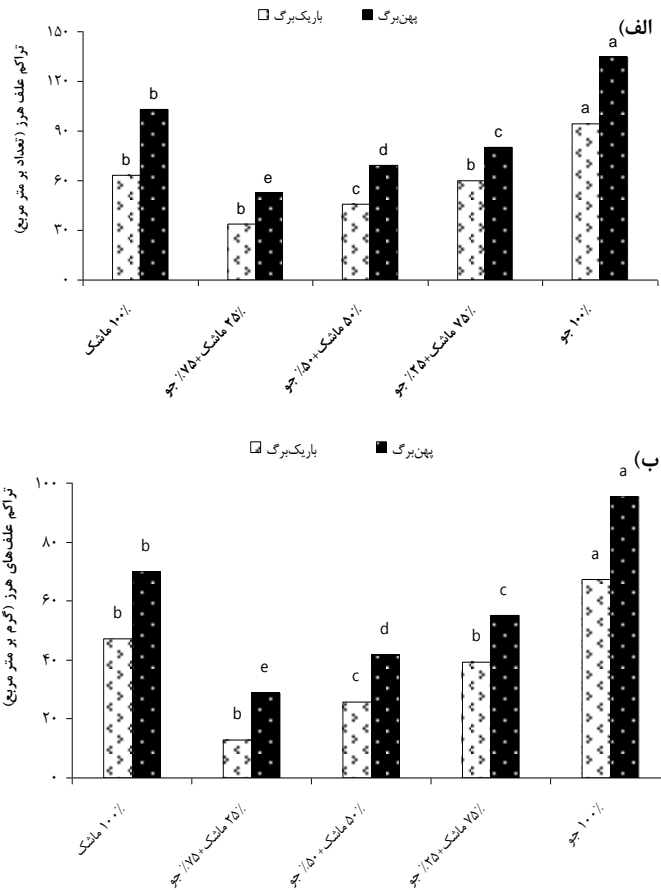 الف)
باریک‌برگ پهن‌برگ
تراکم علف هرز (تعداد بر متر مربع)
۱۵۰
۱۲۰
۹۰
۶۰
۳۰
۰
b b
b e
c d
b c
a a
۱۰۰٪ ماشک
۲۵٪ ماشک+۷۵٪ جو
۵۰٪ ماشک+۵۰٪ جو
۷۵٪ ماشک+۲۵٪ جو
۱۰۰٪ جو
ب)
باریک‌برگ پهن‌برگ
تراکم علف‌های هرز (گرم بر متر مربع)
۱۰۰
۸۰
۶۰
۴۰
۲۰
۰
b b
b e
c d
b c
a a
۱۰۰٪ ماشک
۲۵٪ ماشک+۷۵٪ جو
۵۰٪ ماشک+۵۰٪ جو
۷۵٪ ماشک+۲۵٪ جو
۱۰۰٪ جو